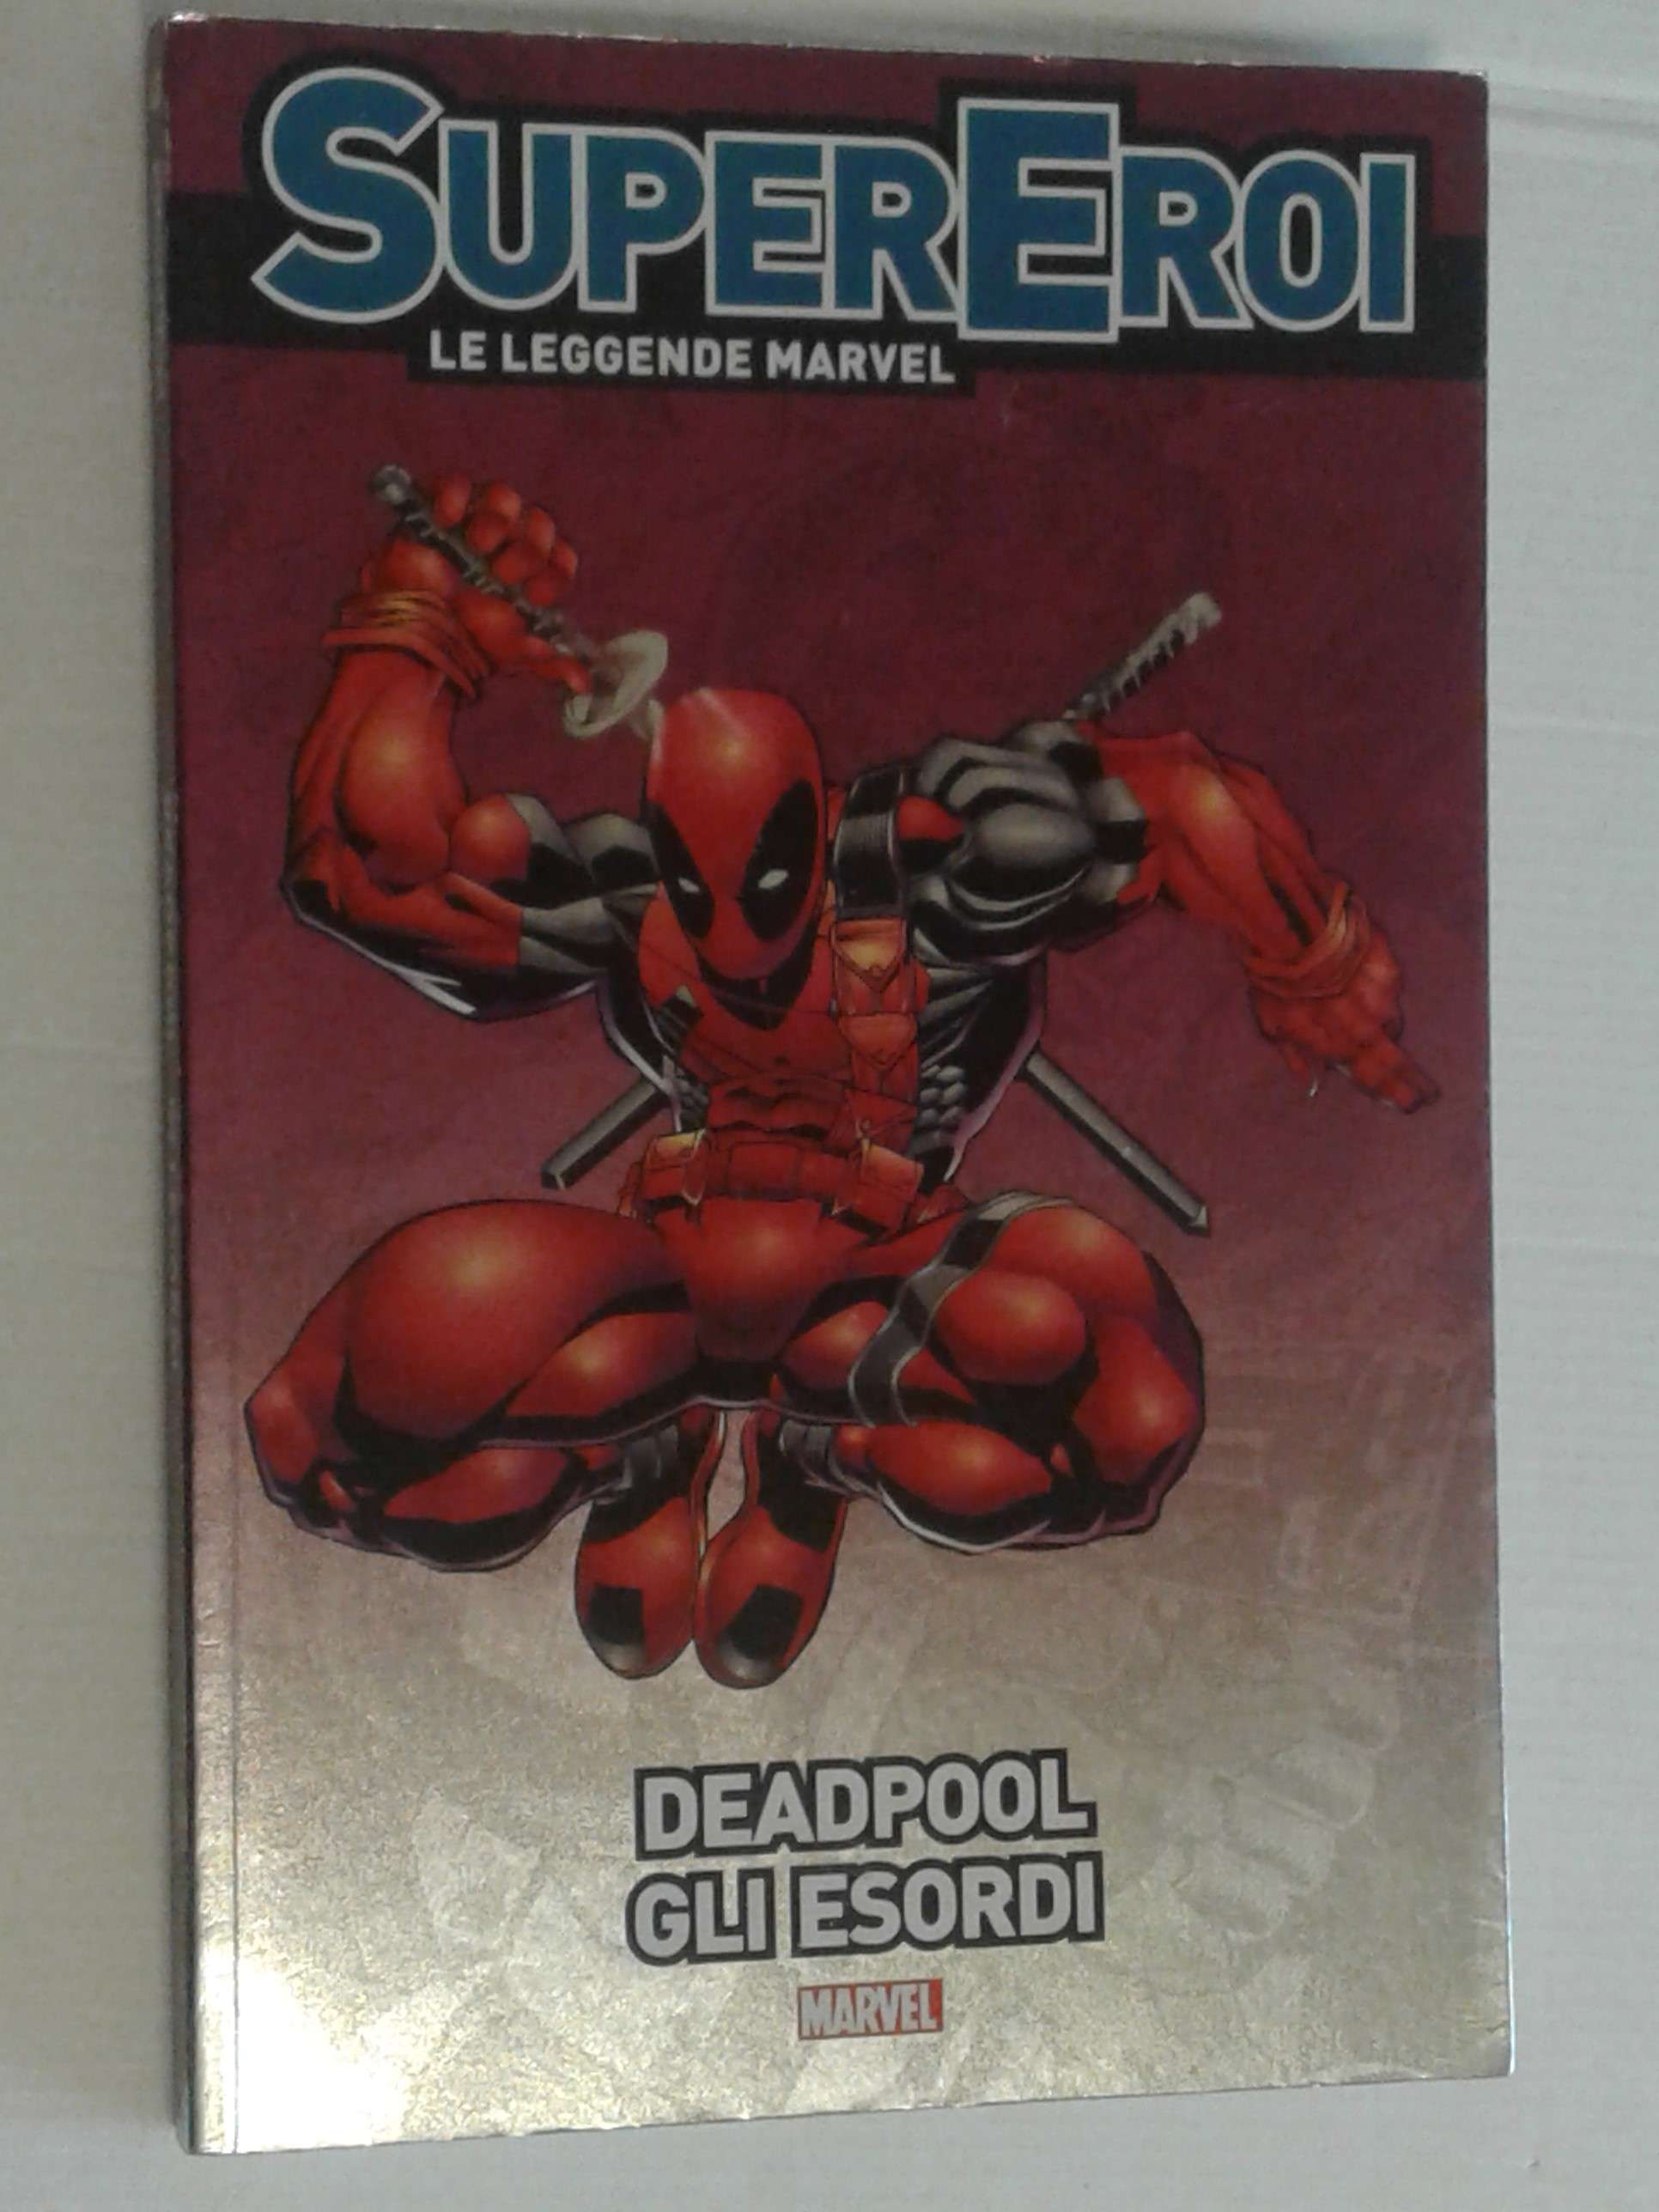 SUPEREROI
LE LEGGENDE MARVEL
DEADPOOL
GLI ESORDI
MARVEL